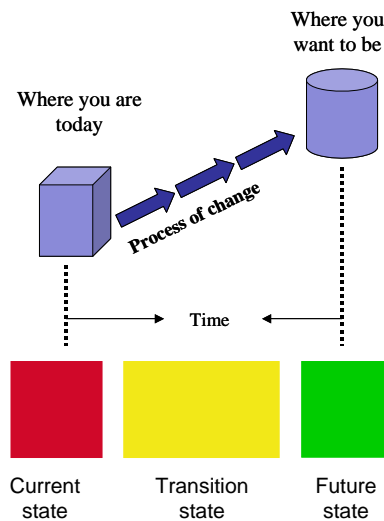 Where you
want to be
Where you are
today
Process of change
Time
Current
state
Transition
state
Future
state